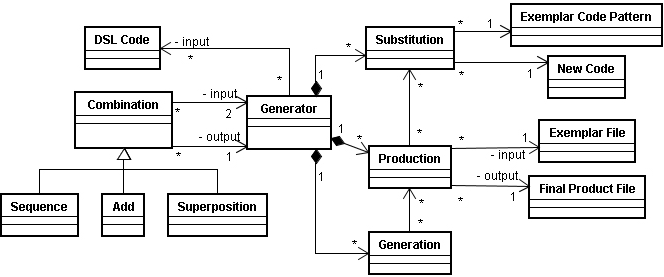 Exemplar Code Pattern
1
*
DSL Code
- input
*
Substitution
*
*
*
1
New Code
*
1
Combination
- input
*
2
Generator
*
1
- output
*
1
1
*
Production
*
*
*
1
- input
Exemplar File
*
- output
1
Final Product File
Sequence
Add
Superposition
1
*
*
*
Generation